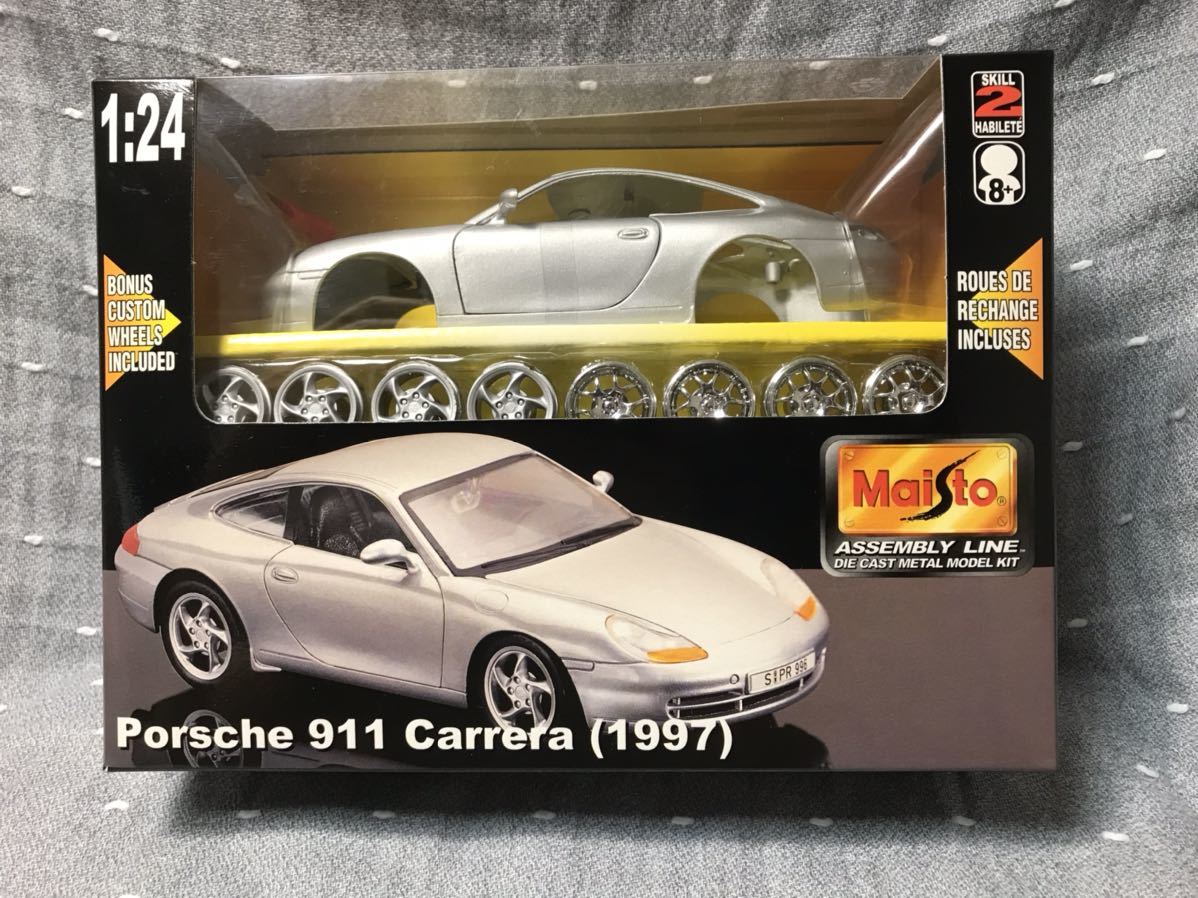 1:24
SKILL
2
HABILETÉ
8+
BONUS
CUSTOM
WHEELS
INCLUDED
ROUES DE
RECHANGE
INCLUSES
Maisto®
ASSEMBLY LINE™
DIE CAST METAL MODEL KIT
S PR 996
Porsche 911 Carrera (1997)